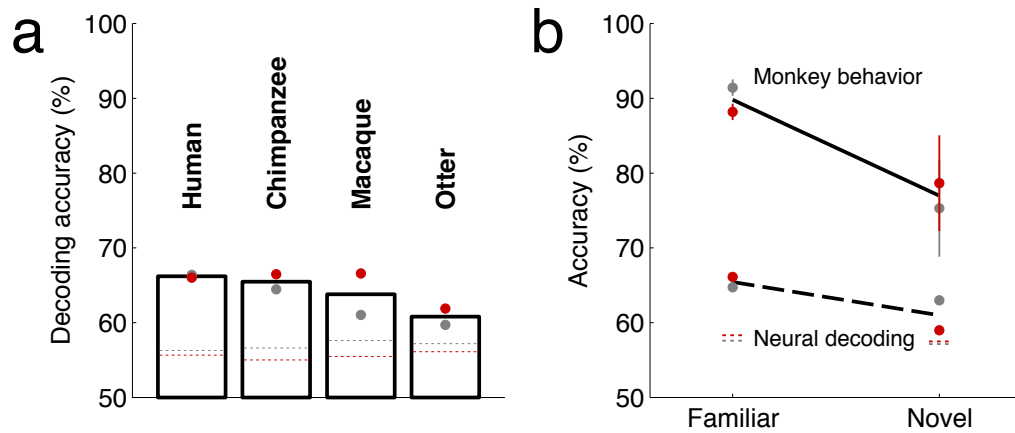 a
Decoding accuracy (%)
100
90
80
70
60
50
Human
Chimpanzee
Macaque
Otter
b
Accuracy (%)
100
90
80
70
60
50
Monkey behavior
Neural decoding
Familiar
Novel